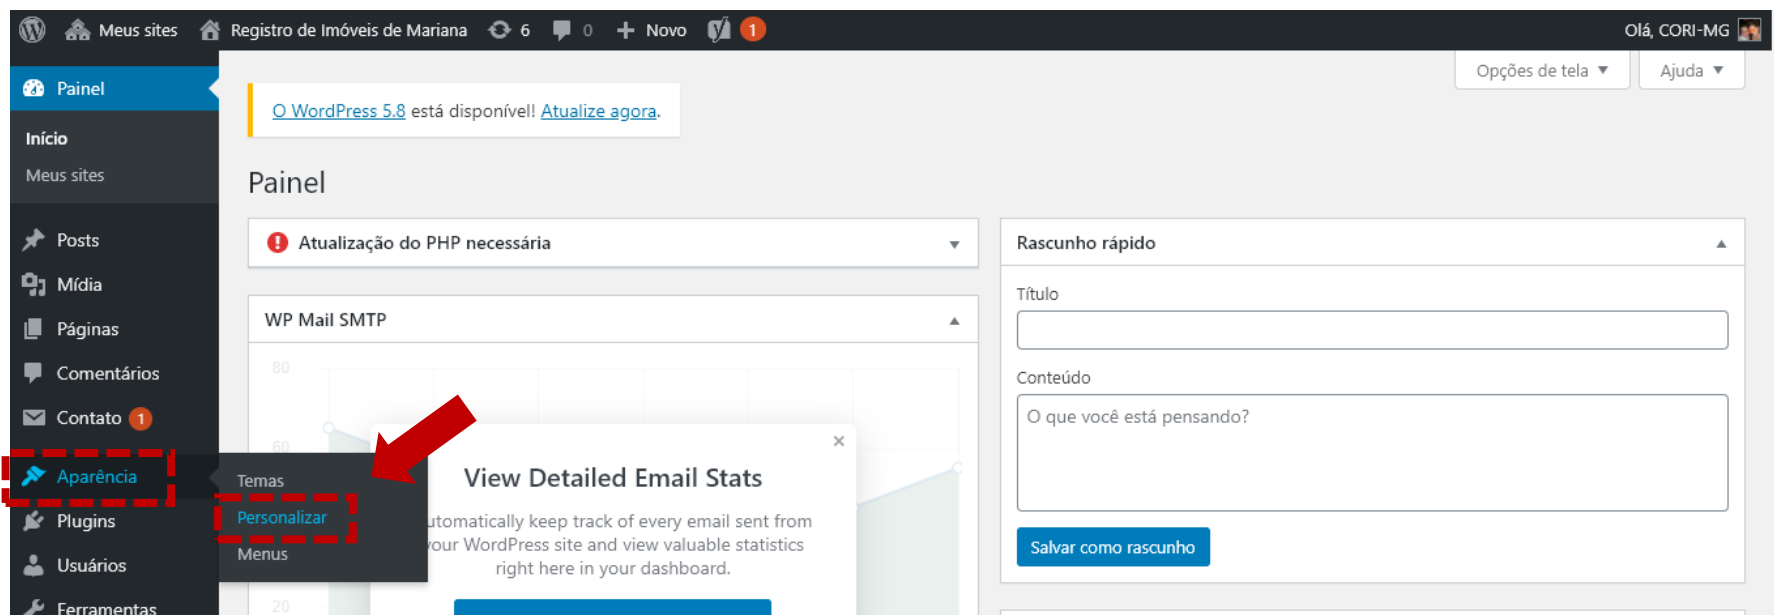 Meus sites
Registro de Imóveis de Mariana
6
0
Novo
1
Olá, CORI-MG
Opções de tela
Ajuda
Painel
Início
Meus sites
Posts
Mídia
Páginas
Comentários
Contato 1
Aparência
Plugins
Usuários
Ferramentas
Temas
Personalizar
Menus
O WordPress 5.8 está disponível! Atualize agora.
Painel
Atualização do PHP necessária
WP Mail SMTP
80
60
20
View Detailed Email Stats
utomatically keep track of every email sent from
your WordPress site and view valuable statistics
right here in your dashboard.
Rascunho rápido
Título
Conteúdo
O que você está pensando?
Salvar como rascunho